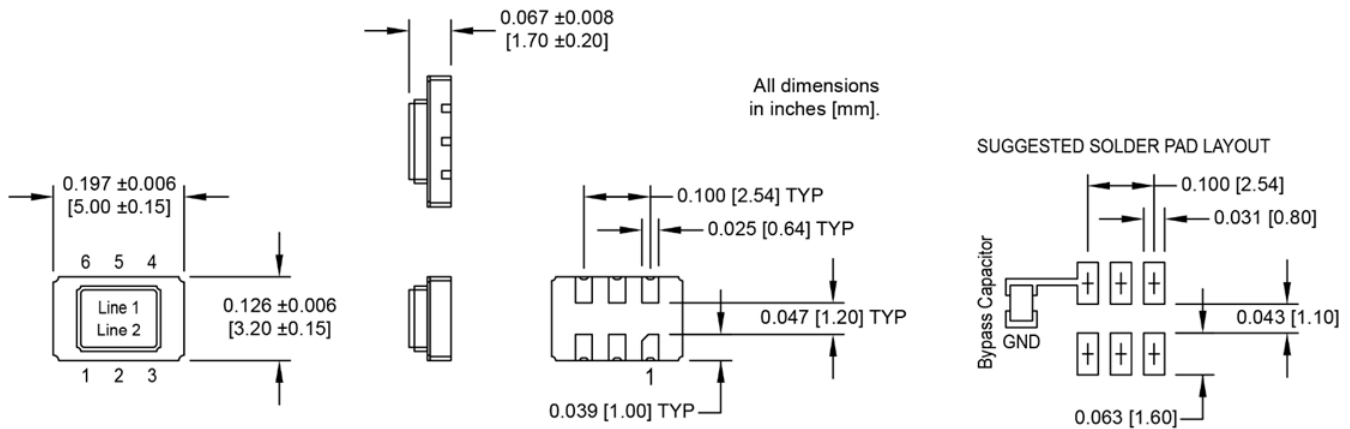 0.067 ±0.008
[1.70 ±0.20]
All dimensions
in inches [mm].
SUGGESTED SOLDER PAD LAYOUT
0.197 ±0.006
[5.00 ±0.15]
0.100 [2.54] TYP
0.025 [0.64] TYP
0.100 [2.54]
0.031 [0.80]
6 5 4
Line 1
Line 2
1 2 3
0.126 ±0.006
[3.20 ±0.15]
0.047 [1.20] TYP
1
0.039 [1.00] TYP
Bypass Capacitor
GND
0.043 [1.10]
0.063 [1.60]